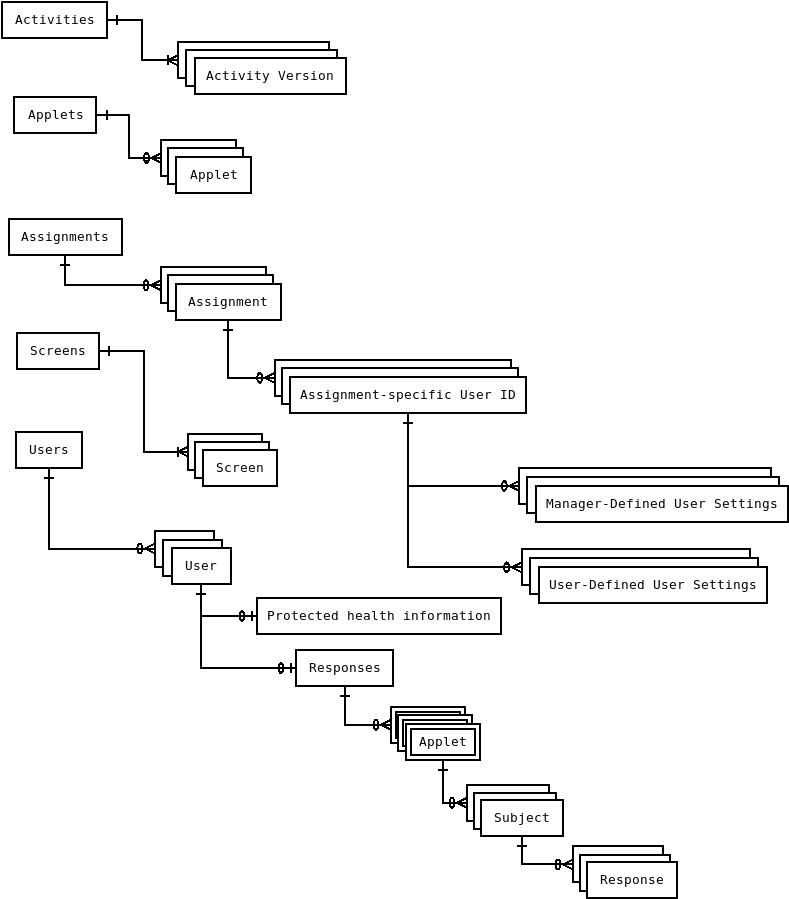 Activities
Activity Version
Applets
Applet
Assignments
Assignment
Screens
Assignment-specific User ID
Users
Screen
Manager-Defined User Settings
User
User-Defined User Settings
Protected health information
Responses
Applet
Subject
Response